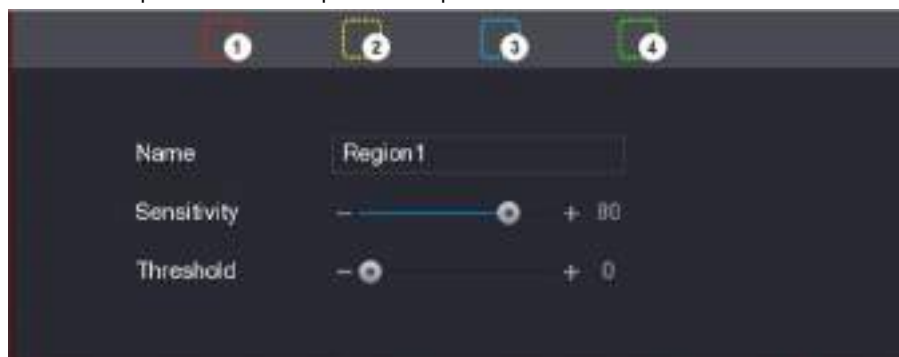 1 2 3 4
Name Region1
Sensitivity - + 80
Threshold - + 0